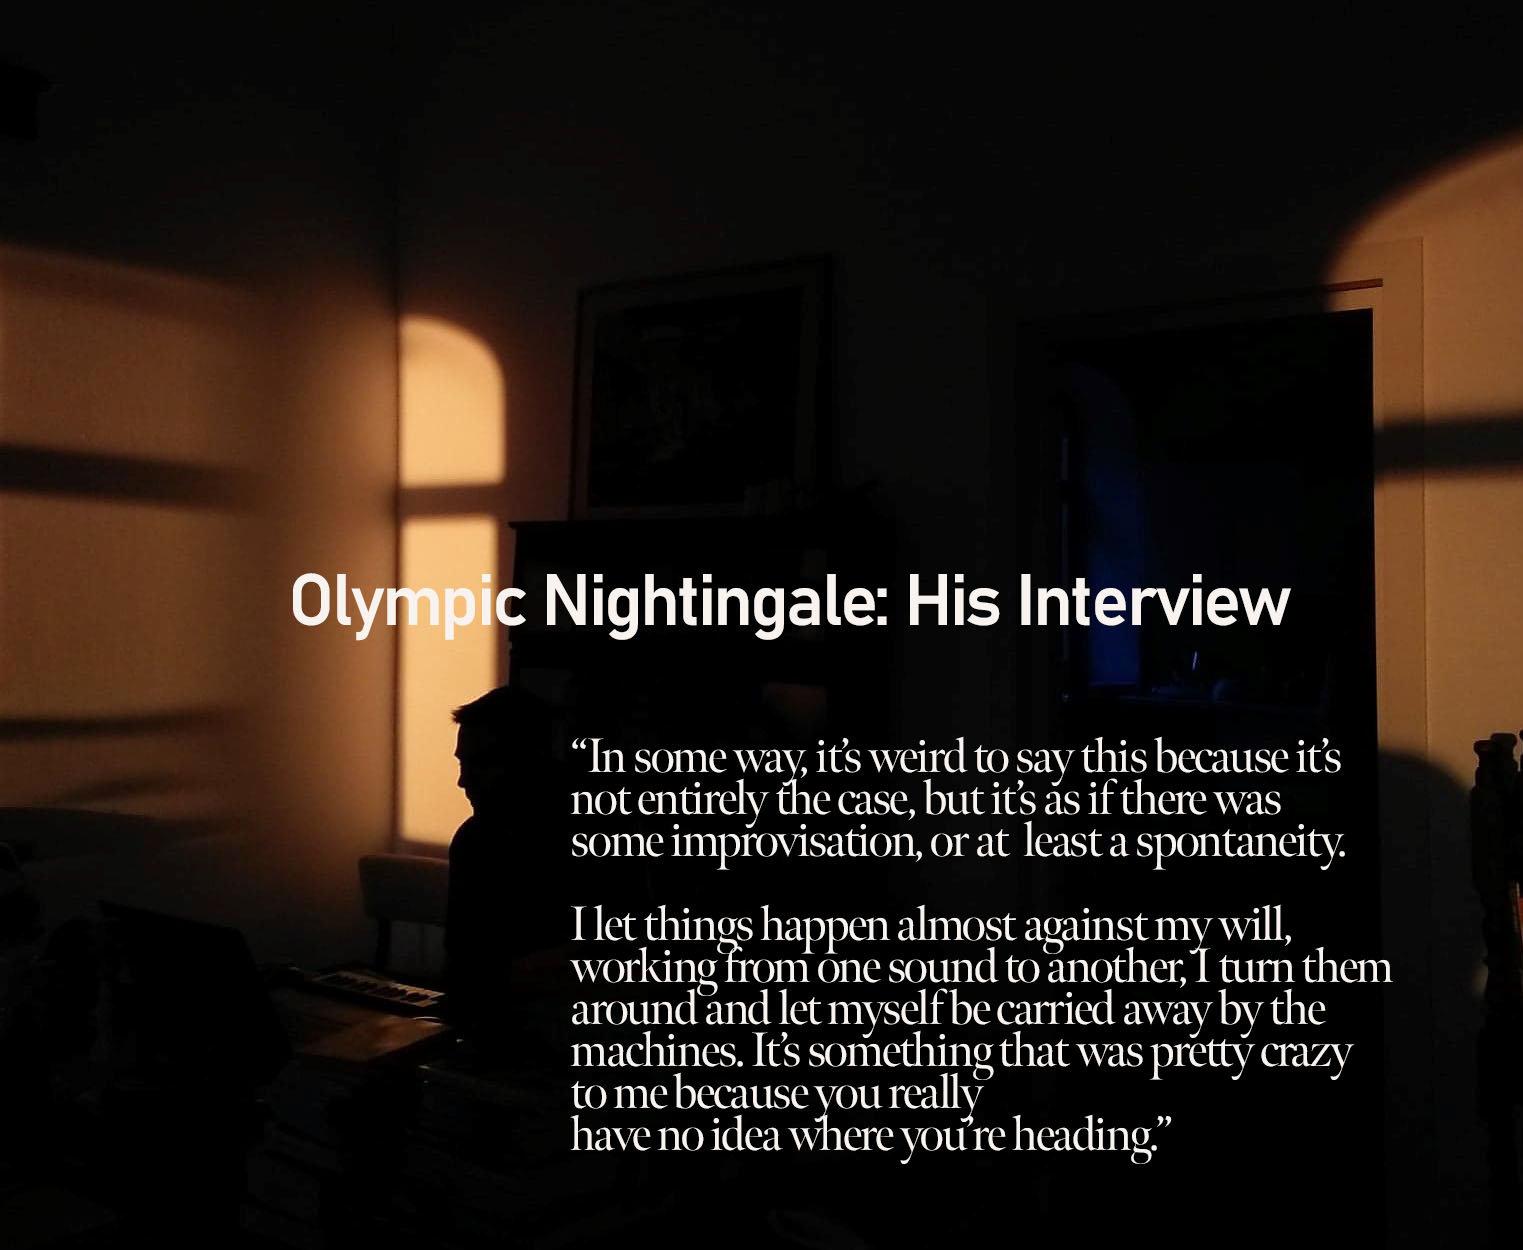 Olympic Nightingale: His Interview
“In some way, it’s weird to say this because it’s
not entirely the case, but it’s as if there was
some improvisation, or at  least a spontaneity.
I let things happen almost against my will,
working from one sound to another, I turn them
around and let myself be carried away by the
machines. It’s something that was pretty crazy
to me because you really
have no idea where you’re heading.”